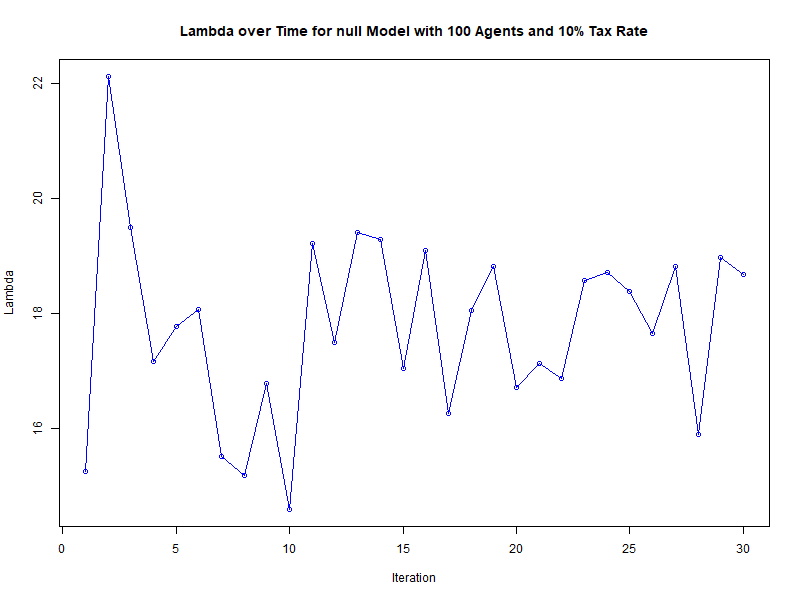 Lambda over Time for null Model with 100 Agents and 10% Tax Rate
22
20
18
16
Lambda
0 5 10 15 20 25 30
Iteration